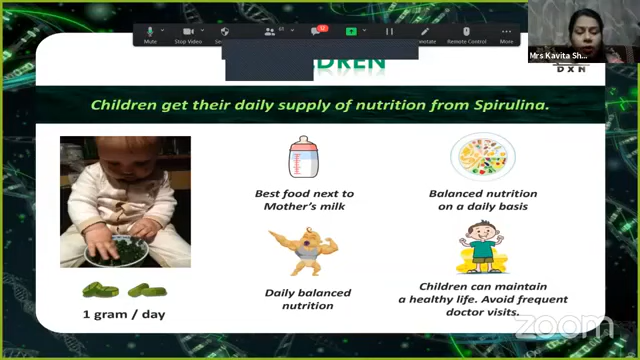 Mute
Stop Video
61
12
Remote Control
More
Mrs Kavita Sh...
DXN
Children get their daily supply of nutrition from Spirulina.
Best food next to
Mother's milk
Balanced nutrition
on a daily basis
1 gram / day
Daily balanced
nutrition
Children can maintain
a healthy life. Avoid frequent
doctor visits.
zoom